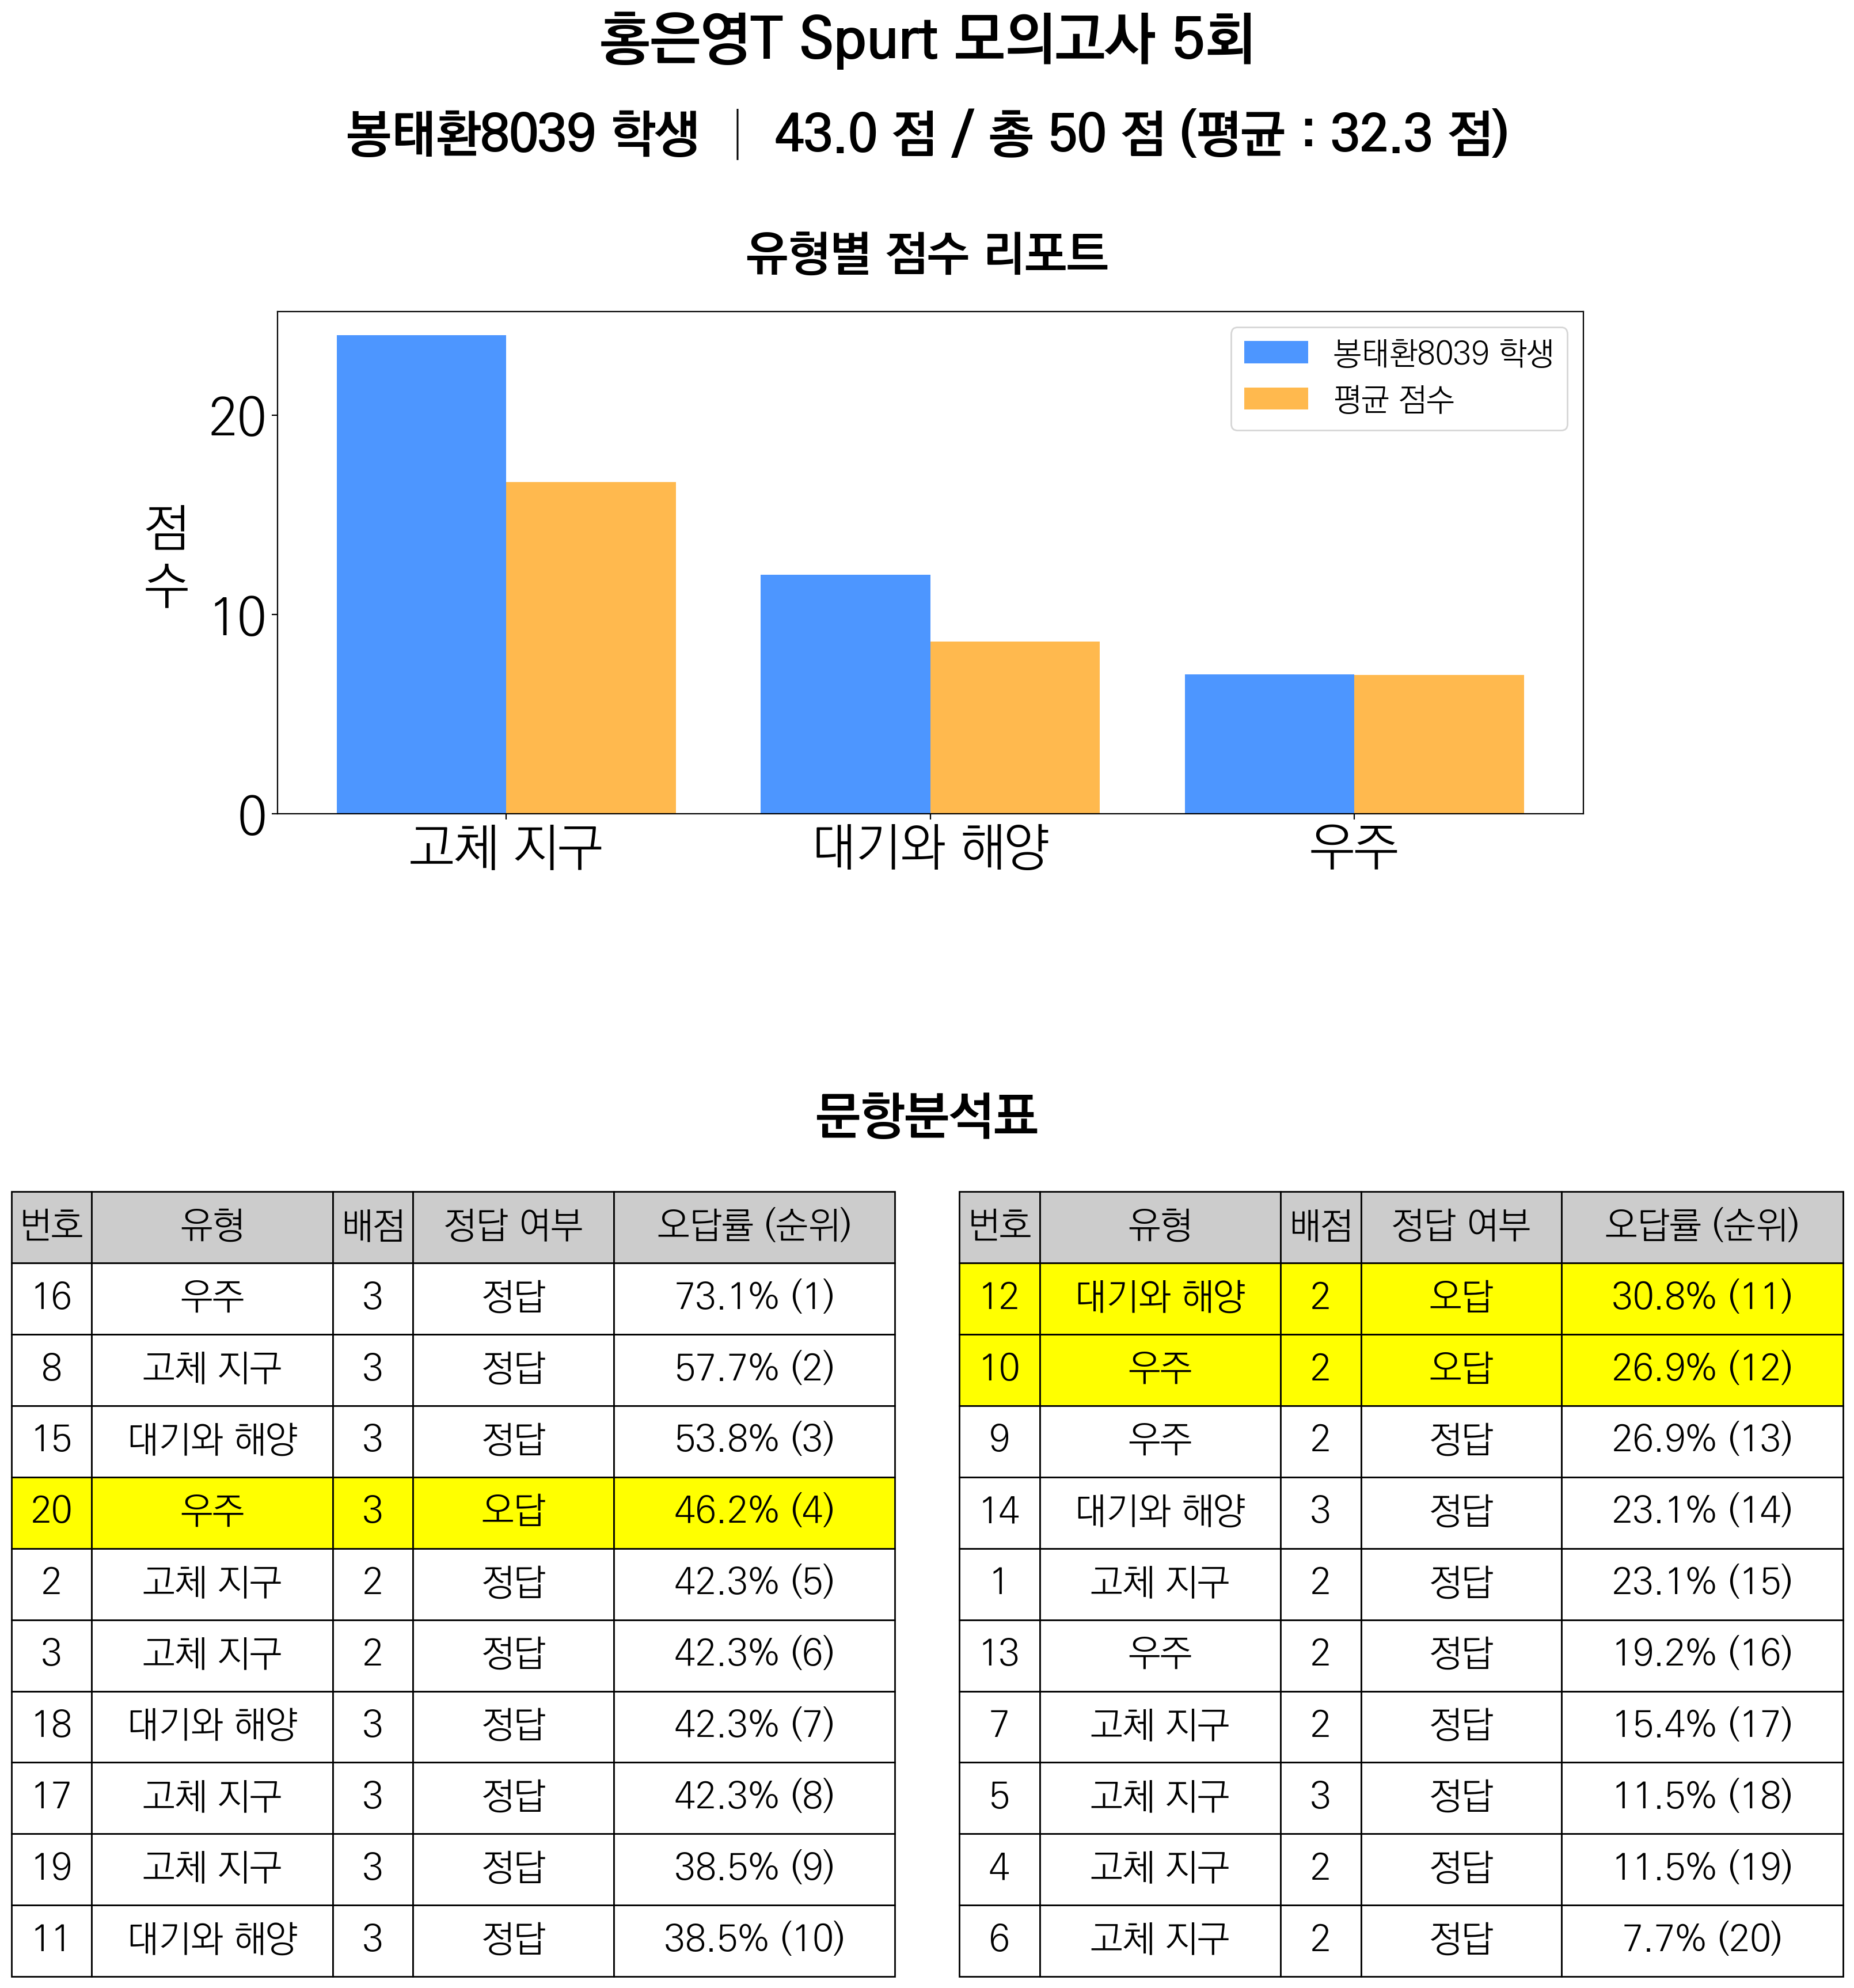 홍은영T Spurt 모의고사 5회
봉태환8039 학생 | 43.0 점 / 총 50 점 (평균 : 32.3 점)
유형별 점수 리포트
봉태환8039 학생
평균 점수
점
수
20
10
0
고체 지구 대기와 해양 우주
문항분석표
번호 유형 배점 정답 여부 오답률 (순위)
16 우주 3 정답 73.1% (1)
8 고체 지구 3 정답 57.7% (2)
15 대기와 해양 3 정답 53.8% (3)
20 우주 3 오답 46.2% (4)
2 고체 지구 2 정답 42.3% (5)
3 고체 지구 2 정답 42.3% (6)
18 대기와 해양 3 정답 42.3% (7)
17 고체 지구 3 정답 42.3% (8)
19 고체 지구 3 정답 38.5% (9)
11 대기와 해양 3 정답 38.5% (10)
번호 유형 배점 정답 여부 오답률 (순위)
12 대기와 해양 2 오답 30.8% (11)
10 우주 2 오답 26.9% (12)
9 우주 2 정답 26.9% (13)
14 대기와 해양 3 정답 23.1% (14)
1 고체 지구 2 정답 23.1% (15)
13 우주 2 정답 19.2% (16)
7 고체 지구 2 정답 15.4% (17)
5 고체 지구 3 정답 11.5% (18)
4 고체 지구 2 정답 11.5% (19)
6 고체 지구 2 정답 7.7% (20)